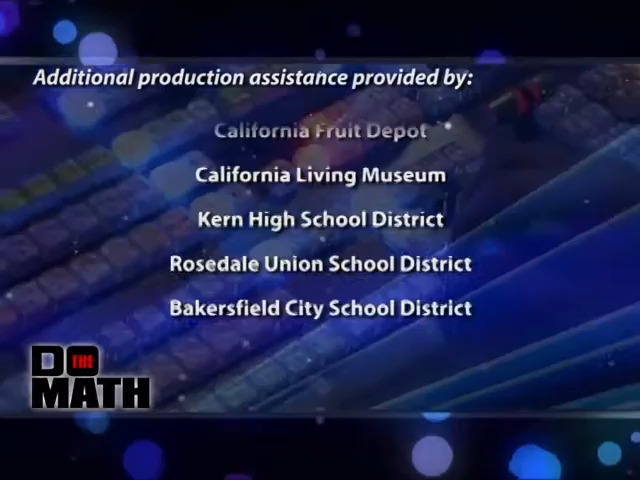 Additional production assistance provided by:
California Fruit Depot
California Living Museum
Kern High School District
Rosedale Union School District
Bakersfield City School District
DO THE
MATH